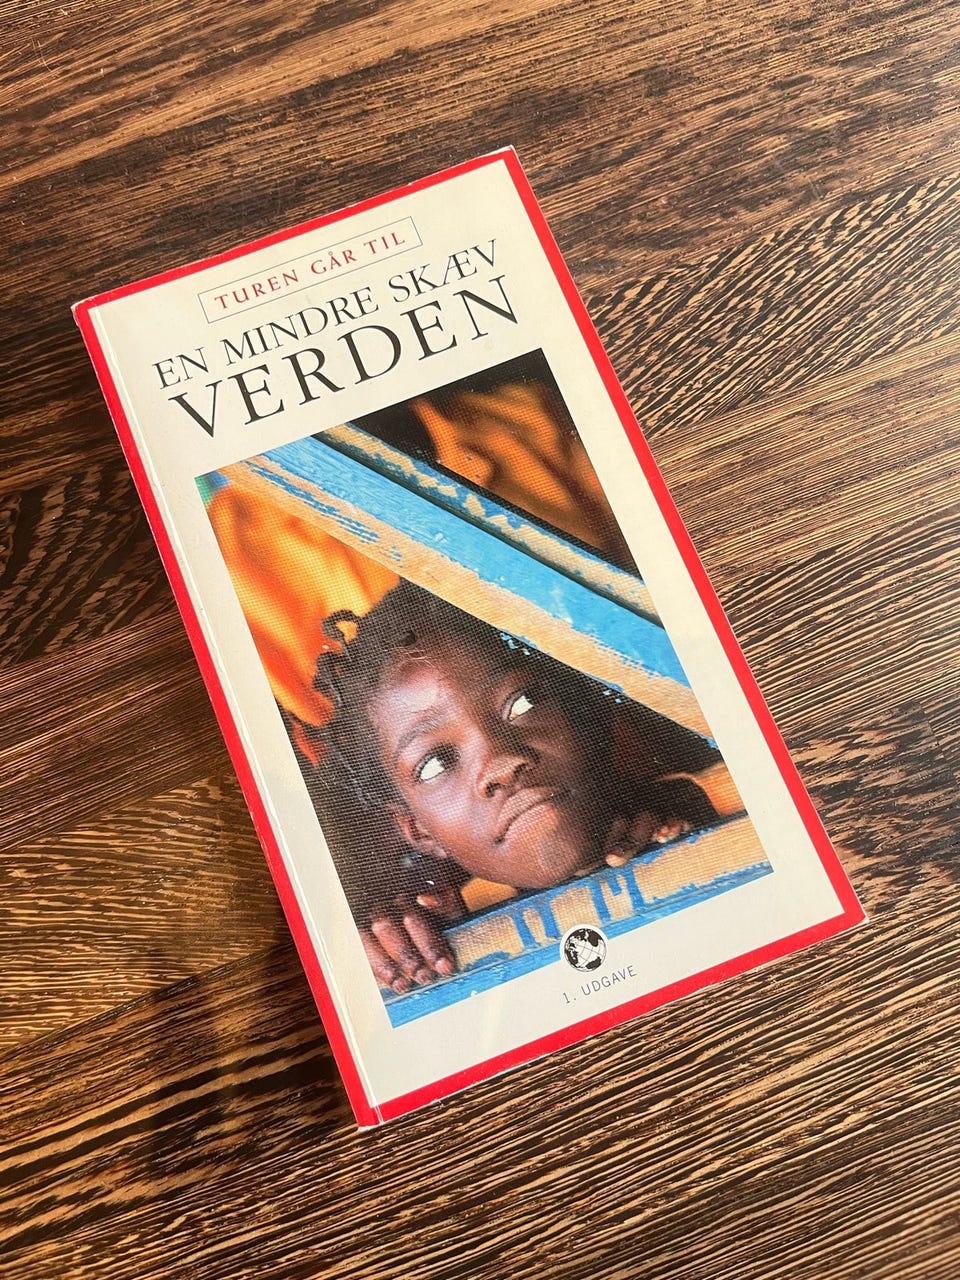 TUREN GÅR TIL
EN MINDRE SKÆV
VERDEN
1. UDGAVE